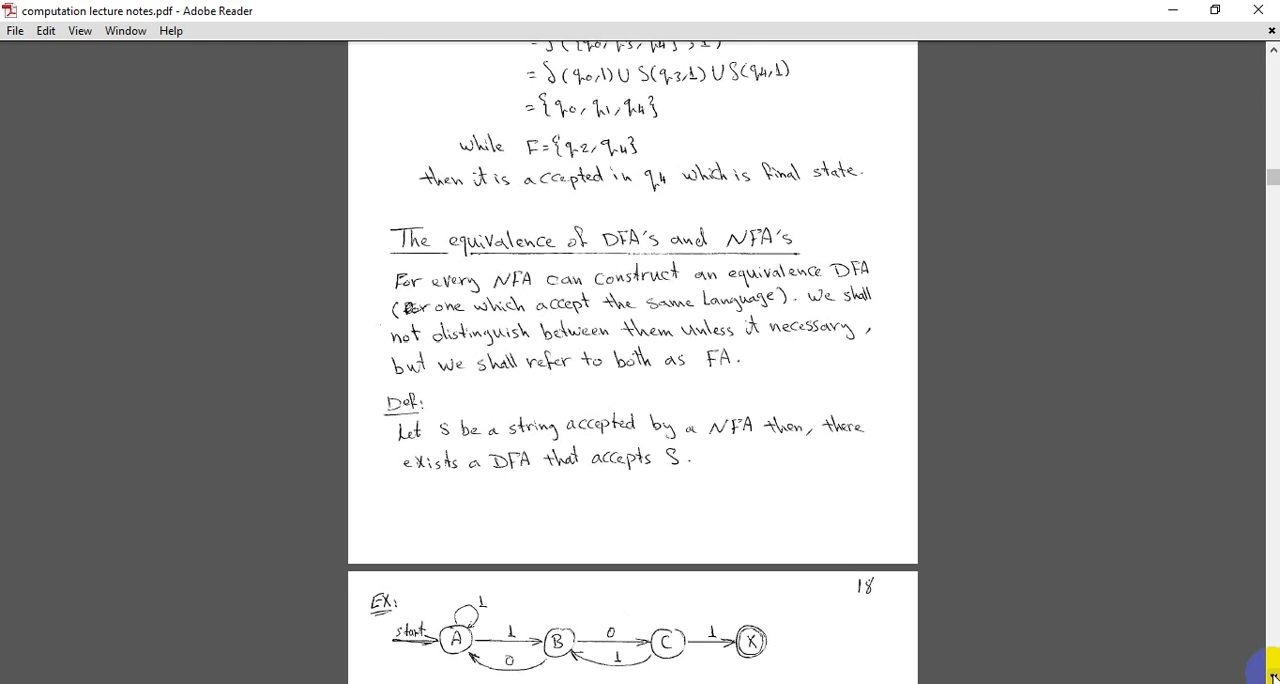 computation lecture notes.pdf - Adobe Reader
File Edit View Window Help
= δ(q0,1) U δ(q3,1) U δ(q4,1)
= {q0, q1, q4}
while F={q2, q4}
then it is accepted in q4 which is final state.
The equivalence of DFA's and NFA's
For every NFA can construct an equivalence DFA
(or one which accept the same Language). We shall
not distinguish between them unless it necessary,
but we shall refer to both as FA.
Def:
Let S be a string accepted by a NFA then, there
exists a DFA that accepts S.
18
EX:
1
start A 1 B 0 C 1 X
0 1